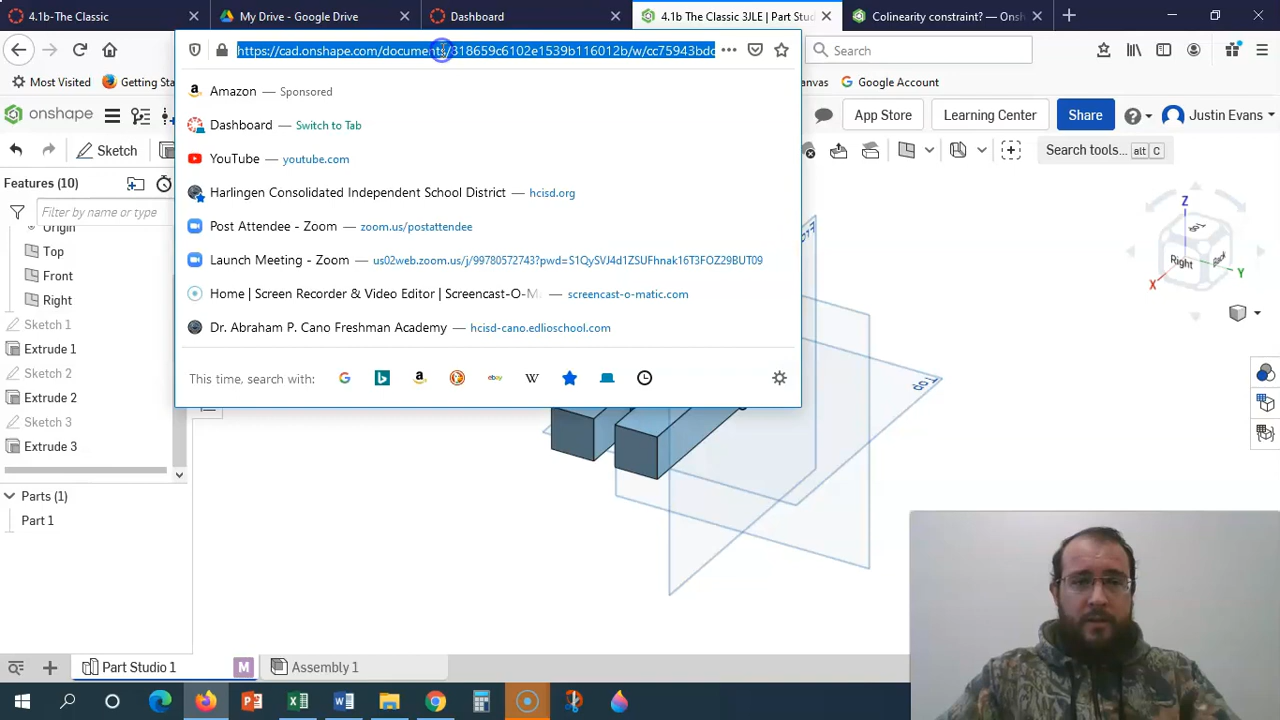 4.1b-The Classic
My Drive - Google Drive
Dashboard
4.1b The Classic 3JLE | Part Stu
Colinearity constraint? — Onsh
https://cad.onshape.com/documents/318659c6102e1539b116012b/w/cc75943bdc
Search
Most Visited
Getting Started
anvas
Google Account
Amazon — Sponsored
Dashboard — Switch to Tab
YouTube — youtube.com
Harlingen Consolidated Independent School District — hcisd.org
Post Attendee - Zoom — zoom.us/postattendee
Launch Meeting - Zoom — us02web.zoom.us/j/99780572743?pwd=S1QySVJ4d1ZSUFhnak16T3FOZ29BUT09
Home | Screen Recorder & Video Editor | Screencast-O-M — screencast-o-matic.com
Dr. Abraham P. Cano Freshman Academy — hcisd-cano.edlioschool.com
This time, search with:
onshape
App Store
Learning Center
Share
Justin Evans
Sketch
Search tools...
alt
C
Features (10)
Filter by name or type
Origin
Top
Front
Right
Sketch 1
Extrude 1
Sketch 2
Extrude 2
Sketch 3
Extrude 3
Parts (1)
Part 1
Z
Right
Back
X
Y
Top
Part Studio 1
M
Assembly 1